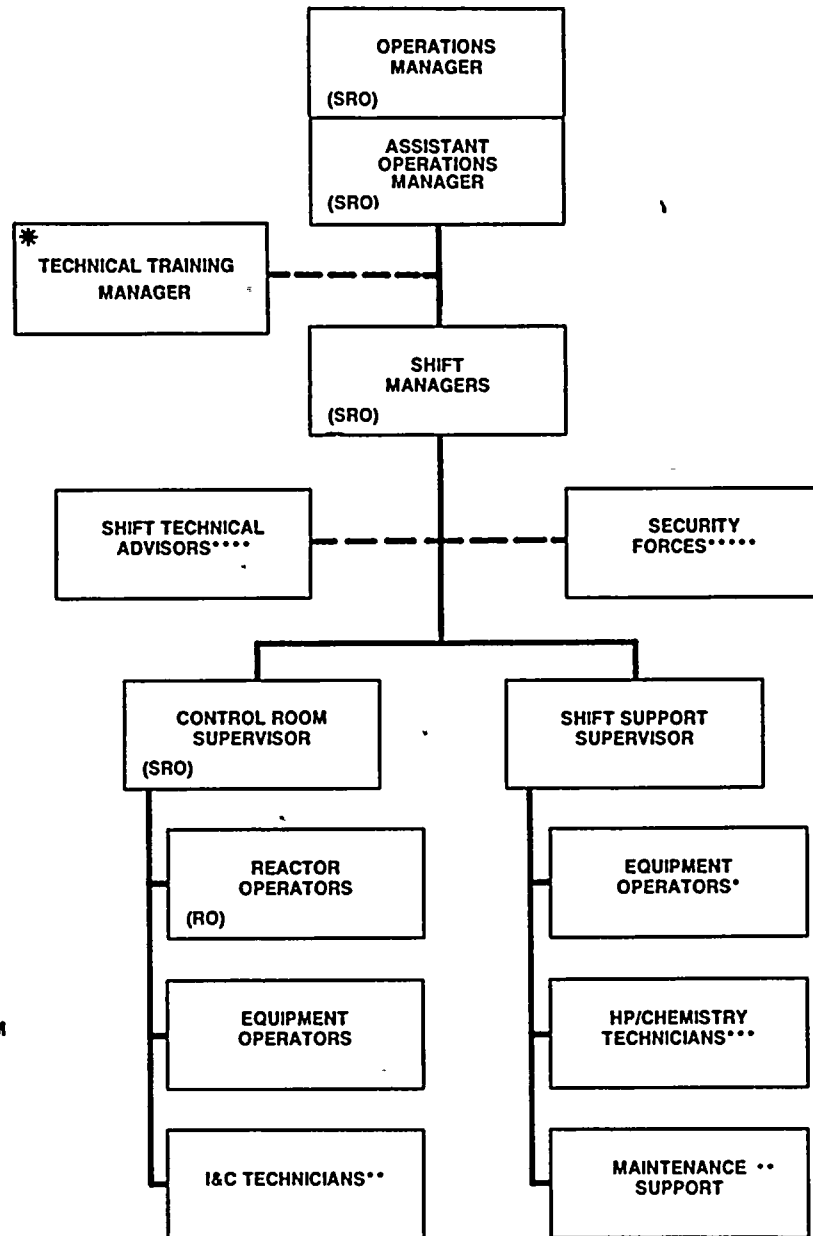 OPERATIONS
MANAGER
(SRO)
ASSISTANT
OPERATIONS
MANAGER
(SRO)
*
TECHNICAL TRAINING
MANAGER
SHIFT
MANAGERS
(SRO)
SHIFT TECHNICAL
ADVISORS****
SECURITY
FORCES*****
CONTROL ROOM
SUPERVISOR
(SRO)
SHIFT SUPPORT
SUPERVISOR
REACTOR
OPERATORS
(RO)
EQUIPMENT
OPERATORS*
EQUIPMENT
OPERATORS
HP/CHEMISTRY
TECHNICIANS***
I&C TECHNICIANS**
MAINTENANCE **
SUPPORT